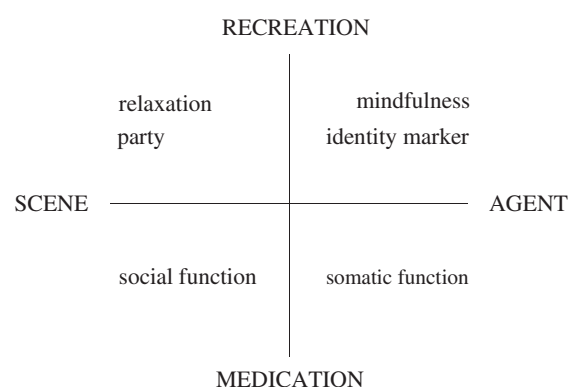 RECREATION
relaxation
party
mindfulness
identity marker
SCENE
AGENT
social function
somatic function
MEDICATION